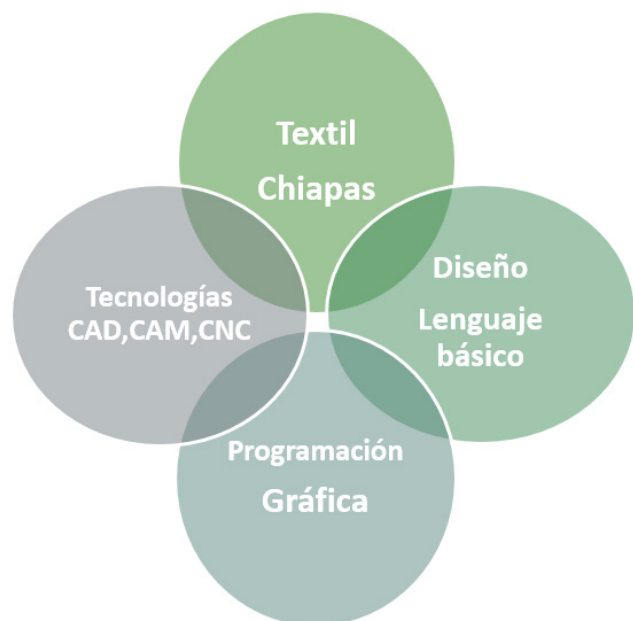 Textil
Chiapas
Diseño
Lenguaje
básico
Tecnologías
CAD,CAM,CNC
Programación
Gráfica